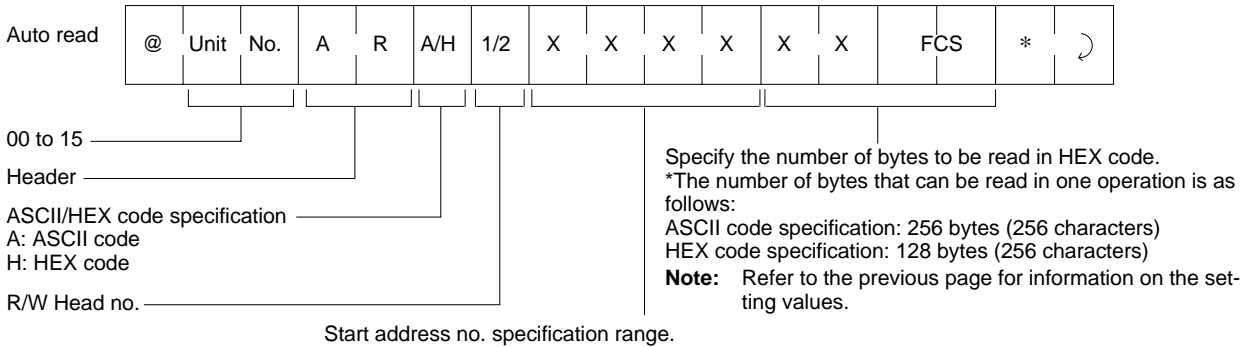 Auto read @ Unit No. A R A/H 1/2 X X X X X X FCS *
00 to 15
Header
ASCII/HEX code specification
A: ASCII code
H: HEX code
R/W Head no.
Start address no. specification range.
Specify the number of bytes to be read in HEX code.
*The number of bytes that can be read in one operation is as
follows:
ASCII code specification: 256 bytes (256 characters)
HEX code specification: 128 bytes (256 characters)
Note: Refer to the previous page for information on the set-
ting values.